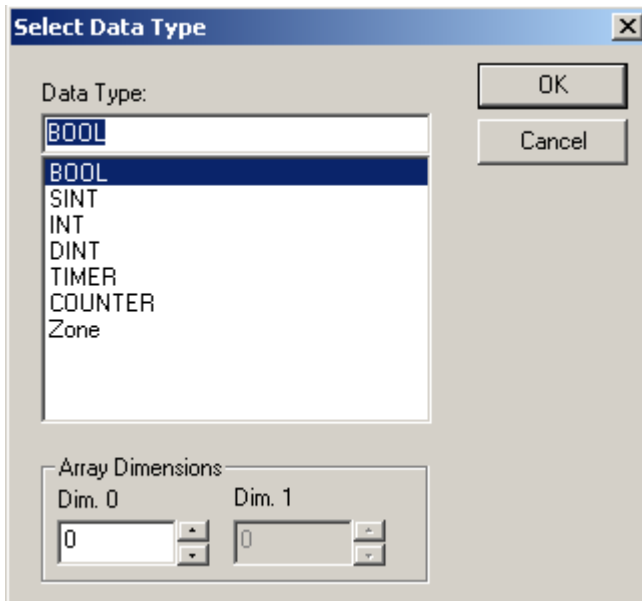 Select Data Type
Data Type:
OK
BOOL
Cancel
BOOL
SINT
INT
DINT
TIMER
COUNTER
Zone
Array Dimensions
Dim. 0 Dim. 1
0 0